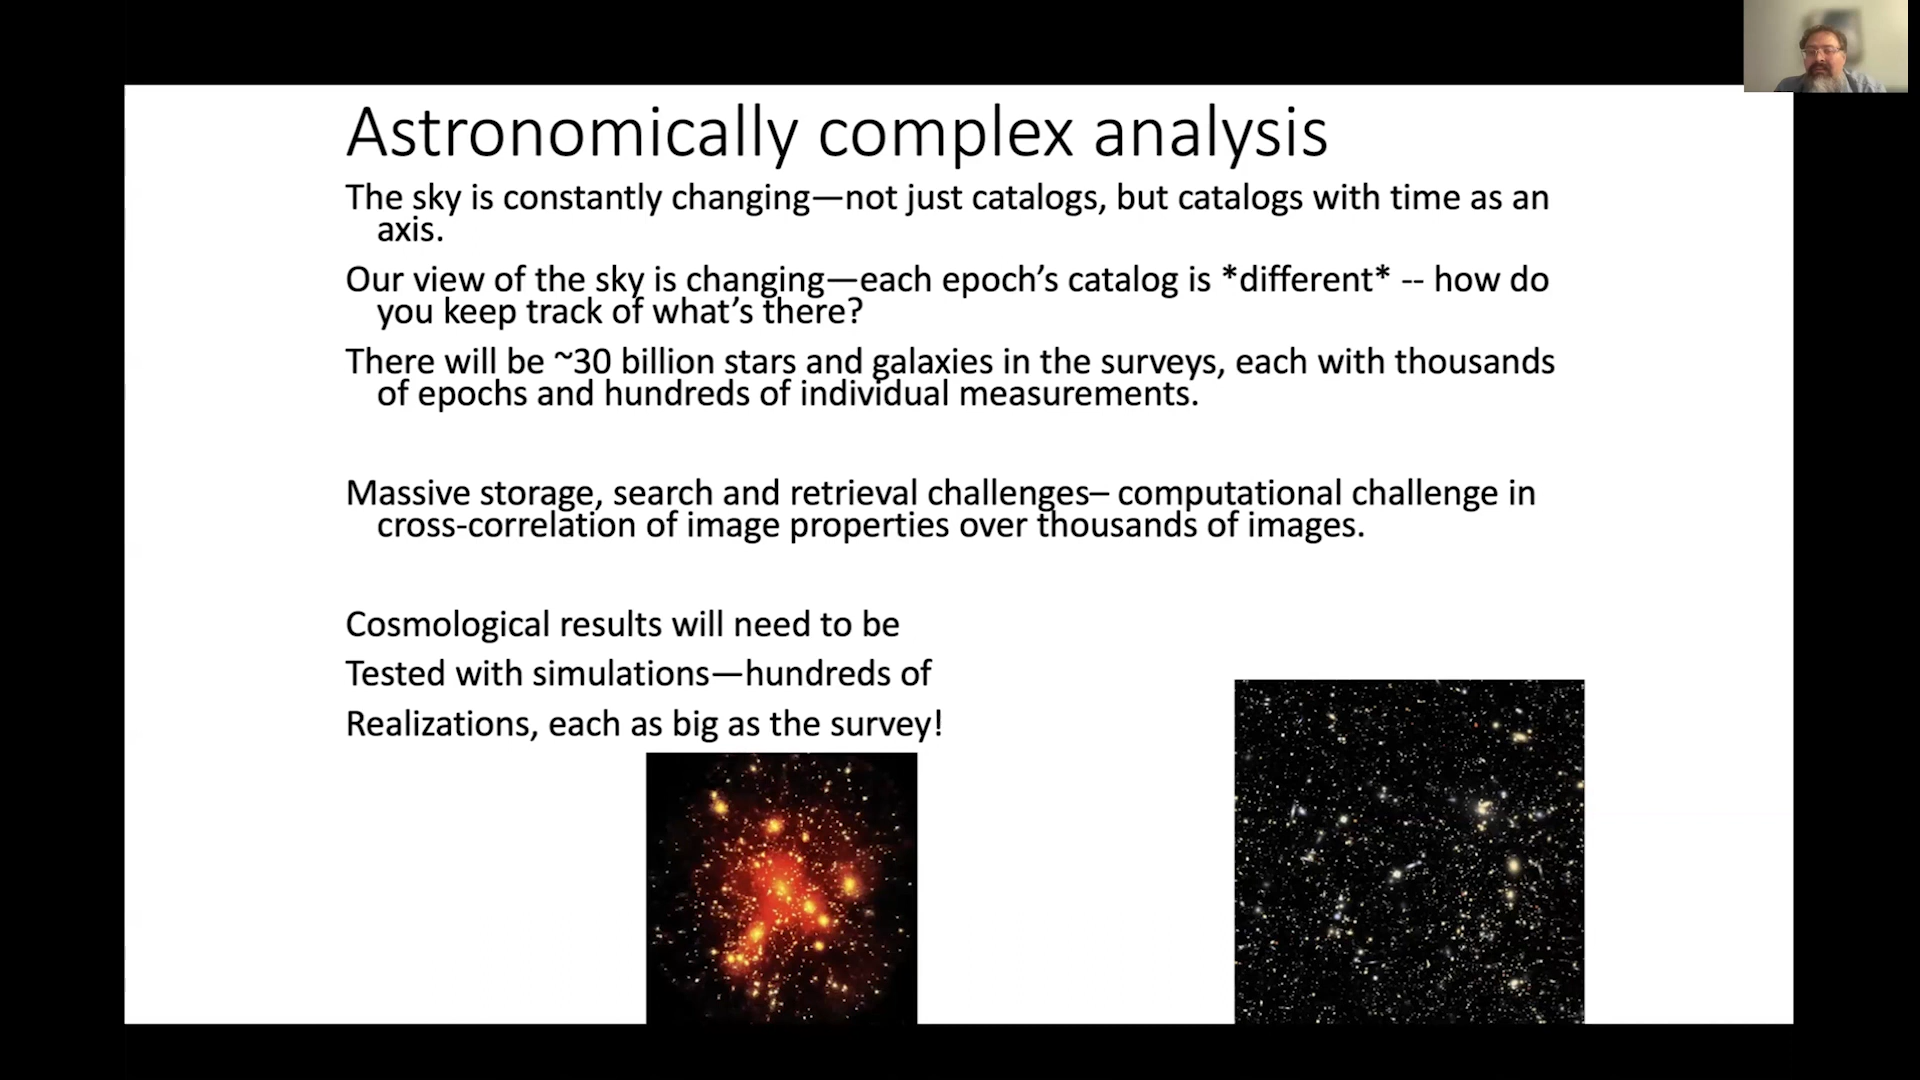 Astronomically complex analysis
The sky is constantly changing—not just catalogs, but catalogs with time as an
axis.
Our view of the sky is changing—each epoch’s catalog is *different* -- how do
you keep track of what’s there?
There will be ~30 billion stars and galaxies in the surveys, each with thousands
of epochs and hundreds of individual measurements.
Massive storage, search and retrieval challenges– computational challenge in
cross-correlation of image properties over thousands of images.
Cosmological results will need to be
Tested with simulations—hundreds of
Realizations, each as big as the survey!